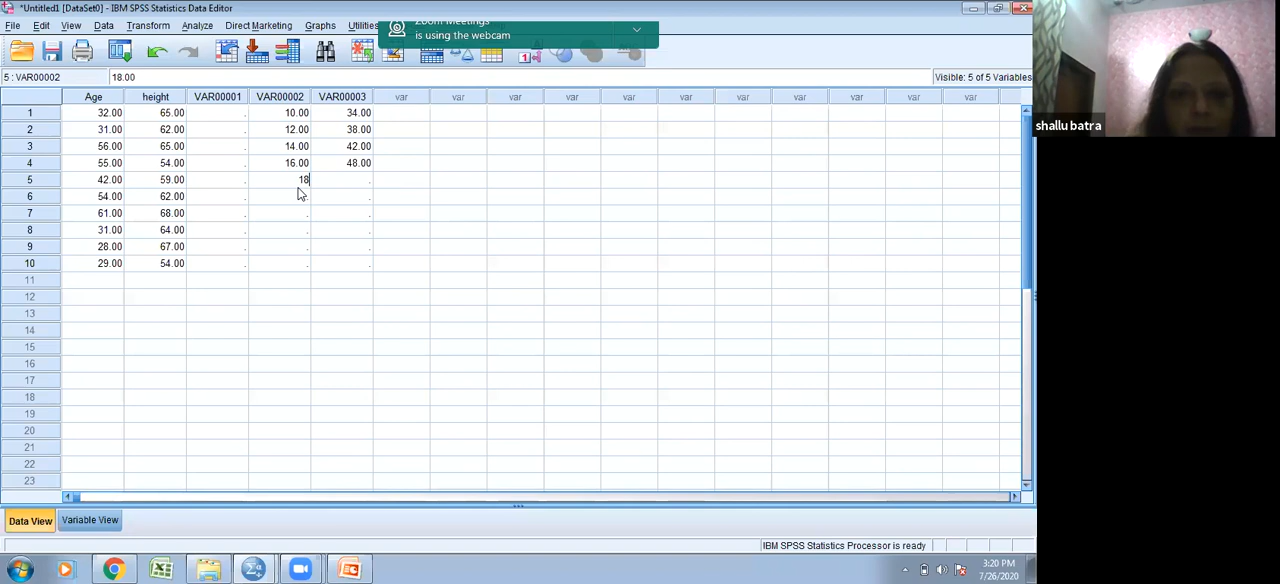 *Untitled1 [DataSet0] - IBM SPSS Statistics Data Editor
File Edit View Data Transform Analyze Direct Marketing Graphs Utilities
Zoom Meetings
is using the webcam
5 : VAR00002 18.00 Visible: 5 of 5 Variables
Age height VAR00001 VAR00002 VAR00003 var var var var var var var var var var var
1 32.00 65.00 . 10.00 34.00
2 31.00 62.00 . 12.00 38.00
3 56.00 65.00 . 14.00 42.00
4 55.00 54.00 . 16.00 48.00
5 42.00 59.00 . 18 .
6 54.00 62.00 . . .
7 61.00 68.00 . . .
8 31.00 64.00 . . .
9 28.00 67.00 . . .
10 29.00 54.00 . . .
11
12
13
14
15
16
17
18
19
20
21
22
23
Data View Variable View
IBM SPSS Statistics Processor is ready
3:20 PM
7/26/2020
shallu batra